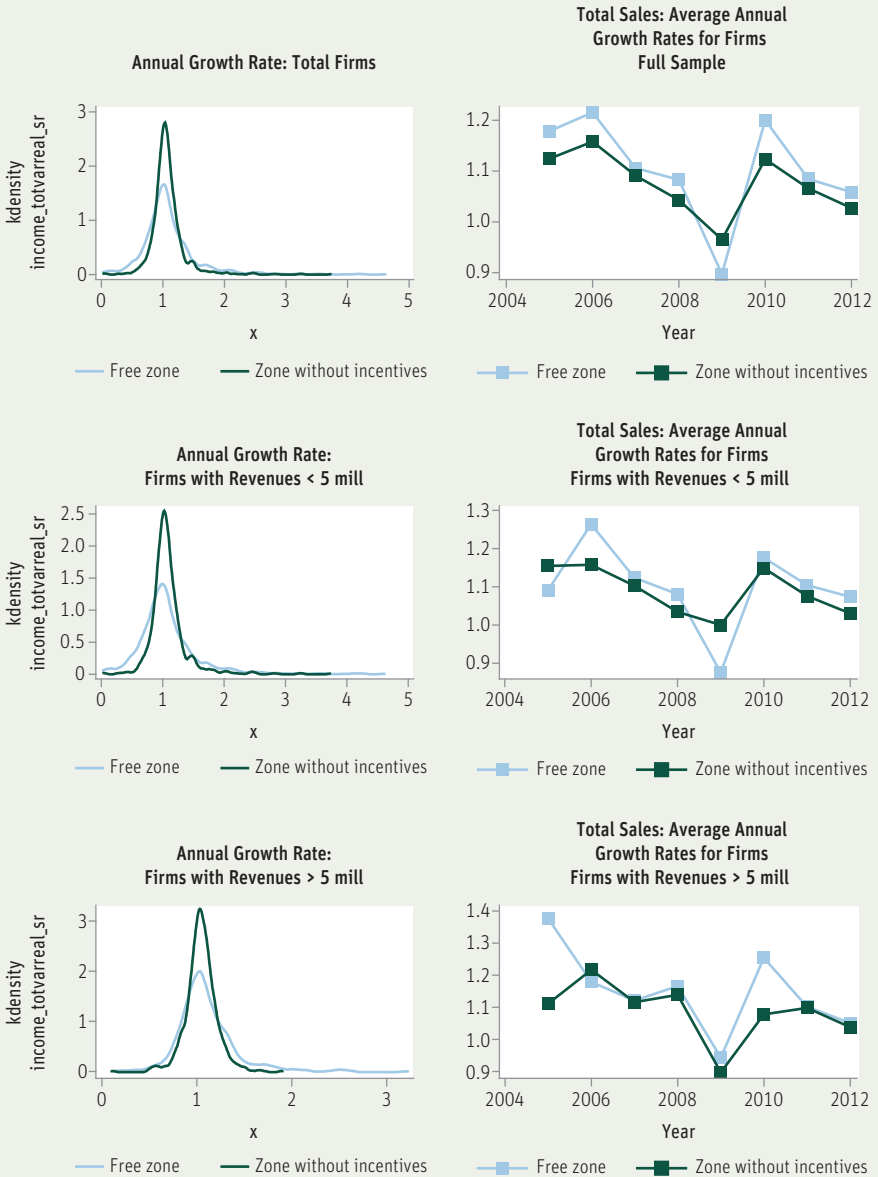 Annual Growth Rate: Total Firms
kdensity
income_totvarreal_sr
3
2
1
0
0 1 2 3 4 5
x
Free zone Zone without incentives
Total Sales: Average Annual
Growth Rates for Firms
Full Sample
1.2
1.1
1.0
0.9
2004 2006 2008 2010 2012
Year
Free zone Zone without incentives
Annual Growth Rate:
Firms with Revenues < 5 mill
kdensity
income_totvarreal_sr
2.5
2.0
1.5
1.0
0.5
0
0 1 2 3 4 5
x
Free zone Zone without incentives
Total Sales: Average Annual
Growth Rates for Firms
Firms with Revenues < 5 mill
1.3
1.2
1.1
1.0
0.9
2004 2006 2008 2010 2012
Year
Free zone Zone without incentives
Annual Growth Rate:
Firms with Revenues > 5 mill
kdensity
income_totvarreal_sr
3
2
1
0
0 1 2 3
x
Free zone Zone without incentives
Total Sales: Average Annual
Growth Rates for Firms
Firms with Revenues > 5 mill
1.4
1.3
1.2
1.1
1.0
0.9
2004 2006 2008 2010 2012
Year
Free zone Zone without incentives